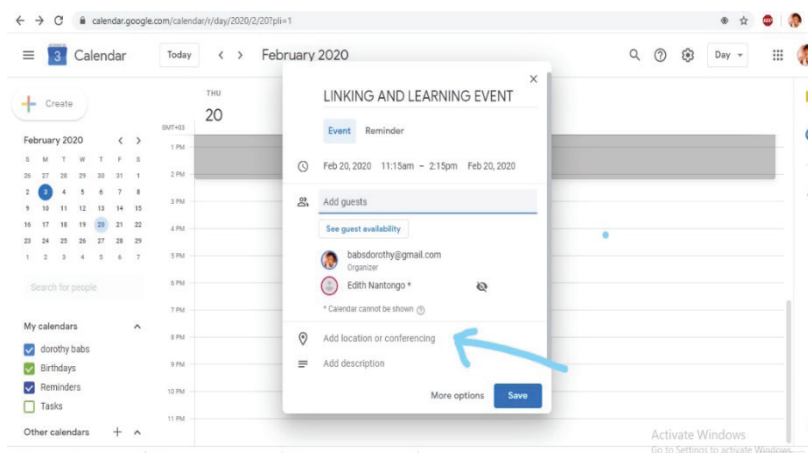 calendar.google.com/calendar/r/day/2020/2/20?pli=1
3 Calendar Today < > February 2020 Day
Create
February 2020 < >
S M T W T F S
26 27 28 29 30 31 1
2 3 4 5 6 7 8
9 10 11 12 13 14 15
16 17 18 19 20 21 22
23 24 25 26 27 28 29
1 2 3 4 5 6 7
Search for people
My calendars
dorothy babs
Birthdays
Reminders
Tasks
Other calendars +
THU
20
GMT+03
1 PM
2 PM
3 PM
4 PM
5 PM
6 PM
7 PM
8 PM
9 PM
10 PM
11 PM
LINKING AND LEARNING EVENT
Event Reminder
Feb 20, 2020 11:15am – 2:15pm Feb 20, 2020
Add guests
See guest availability
babsdorothy@gmail.com
Organizer
Edith Nantongo *
* Calendar cannot be shown
Add location or conferencing
Add description
More options Save
Activate Windows
Go to Settings to activate Windows.